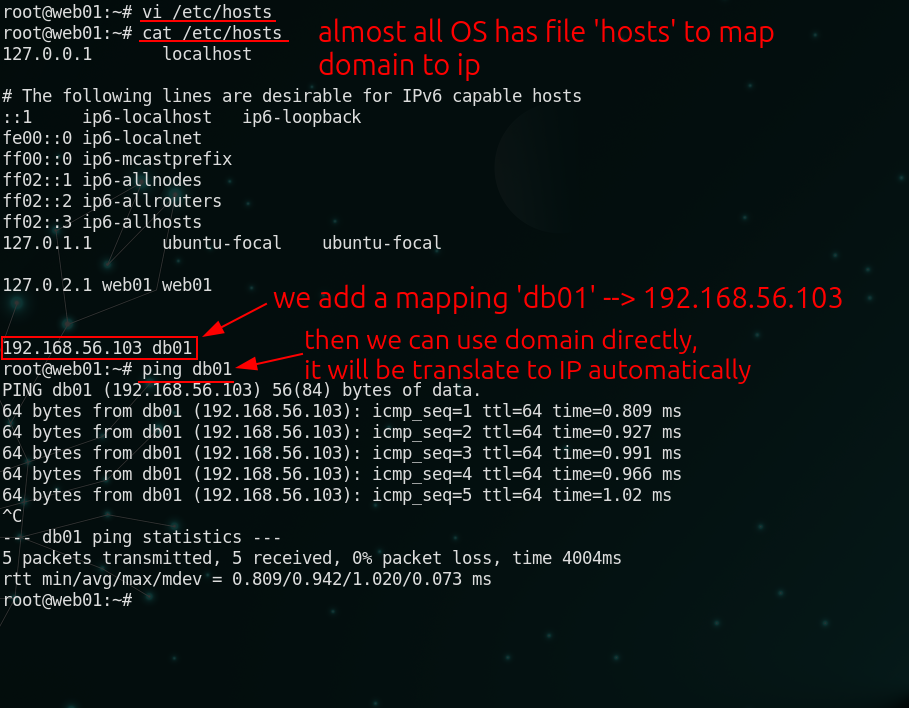 root@web01:~# vi /etc/hosts
root@web01:~# cat /etc/hosts
almost all OS has file 'hosts' to map
domain to ip
127.0.0.1       localhost

# The following lines are desirable for IPv6 capable hosts
::1     ip6-localhost   ip6-loopback
fe00::0 ip6-localnet
ff00::0 ip6-mcastprefix
ff02::1 ip6-allnodes
ff02::2 ip6-allrouters
ff02::3 ip6-allhosts
127.0.1.1       ubuntu-focal    ubuntu-focal

127.0.2.1 web01 web01
we add a mapping 'db01' --> 192.168.56.103
192.168.56.103 db01
then we can use domain directly,
it will be translate to IP automatically
root@web01:~# ping db01
PING db01 (192.168.56.103) 56(84) bytes of data.
64 bytes from db01 (192.168.56.103): icmp_seq=1 ttl=64 time=0.809 ms
64 bytes from db01 (192.168.56.103): icmp_seq=2 ttl=64 time=0.927 ms
64 bytes from db01 (192.168.56.103): icmp_seq=3 ttl=64 time=0.991 ms
64 bytes from db01 (192.168.56.103): icmp_seq=4 ttl=64 time=0.966 ms
64 bytes from db01 (192.168.56.103): icmp_seq=5 ttl=64 time=1.02 ms
^C
--- db01 ping statistics ---
5 packets transmitted, 5 received, 0% packet loss, time 4004ms
rtt min/avg/max/mdev = 0.809/0.942/1.020/0.073 ms
root@web01:~#